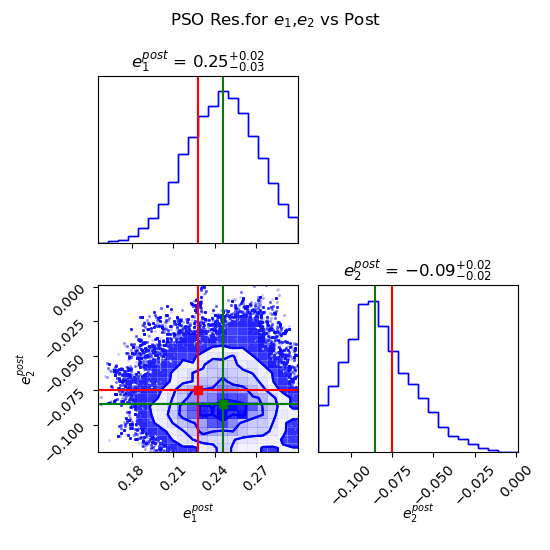 PSO Res.for e₁,e₂ vs Post
e₁ᵖᵒˢᵗ = 0.25⁺⁰·⁰²₋₀.₀₃
e₂ᵖᵒˢᵗ = −0.09⁺⁰·⁰²₋₀.₀₂
0.000
−0.025
−0.050
−0.075
−0.100
e₂ᵖᵒˢᵗ
0.18 0.21 0.24 0.27
e₁ᵖᵒˢᵗ
−0.100 −0.075 −0.050 −0.025 0.000
e₂ᵖᵒˢᵗ